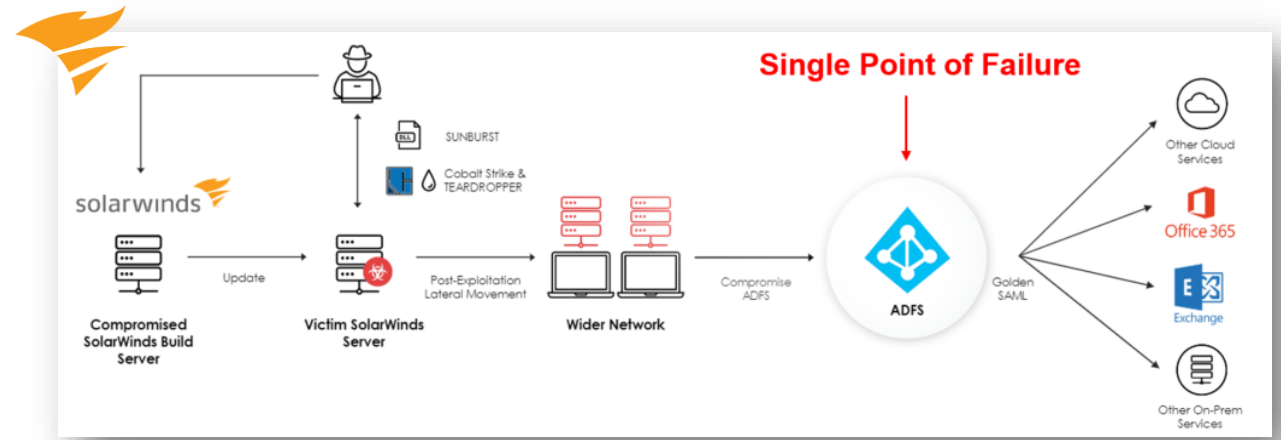 Single Point of Failure
SUNBURST
DLL
Cobalt Strike &
TEARDROPPER
solarwinds
Update
Post-Exploitation
Lateral Movement
Compromise
ADFS
Golden
SAML
Compromised
SolarWinds Build
Server
Victim SolarWinds
Server
Wider Network
ADFS
Other Cloud
Services
Office 365
E
Exchange
Other On-Prem
Services